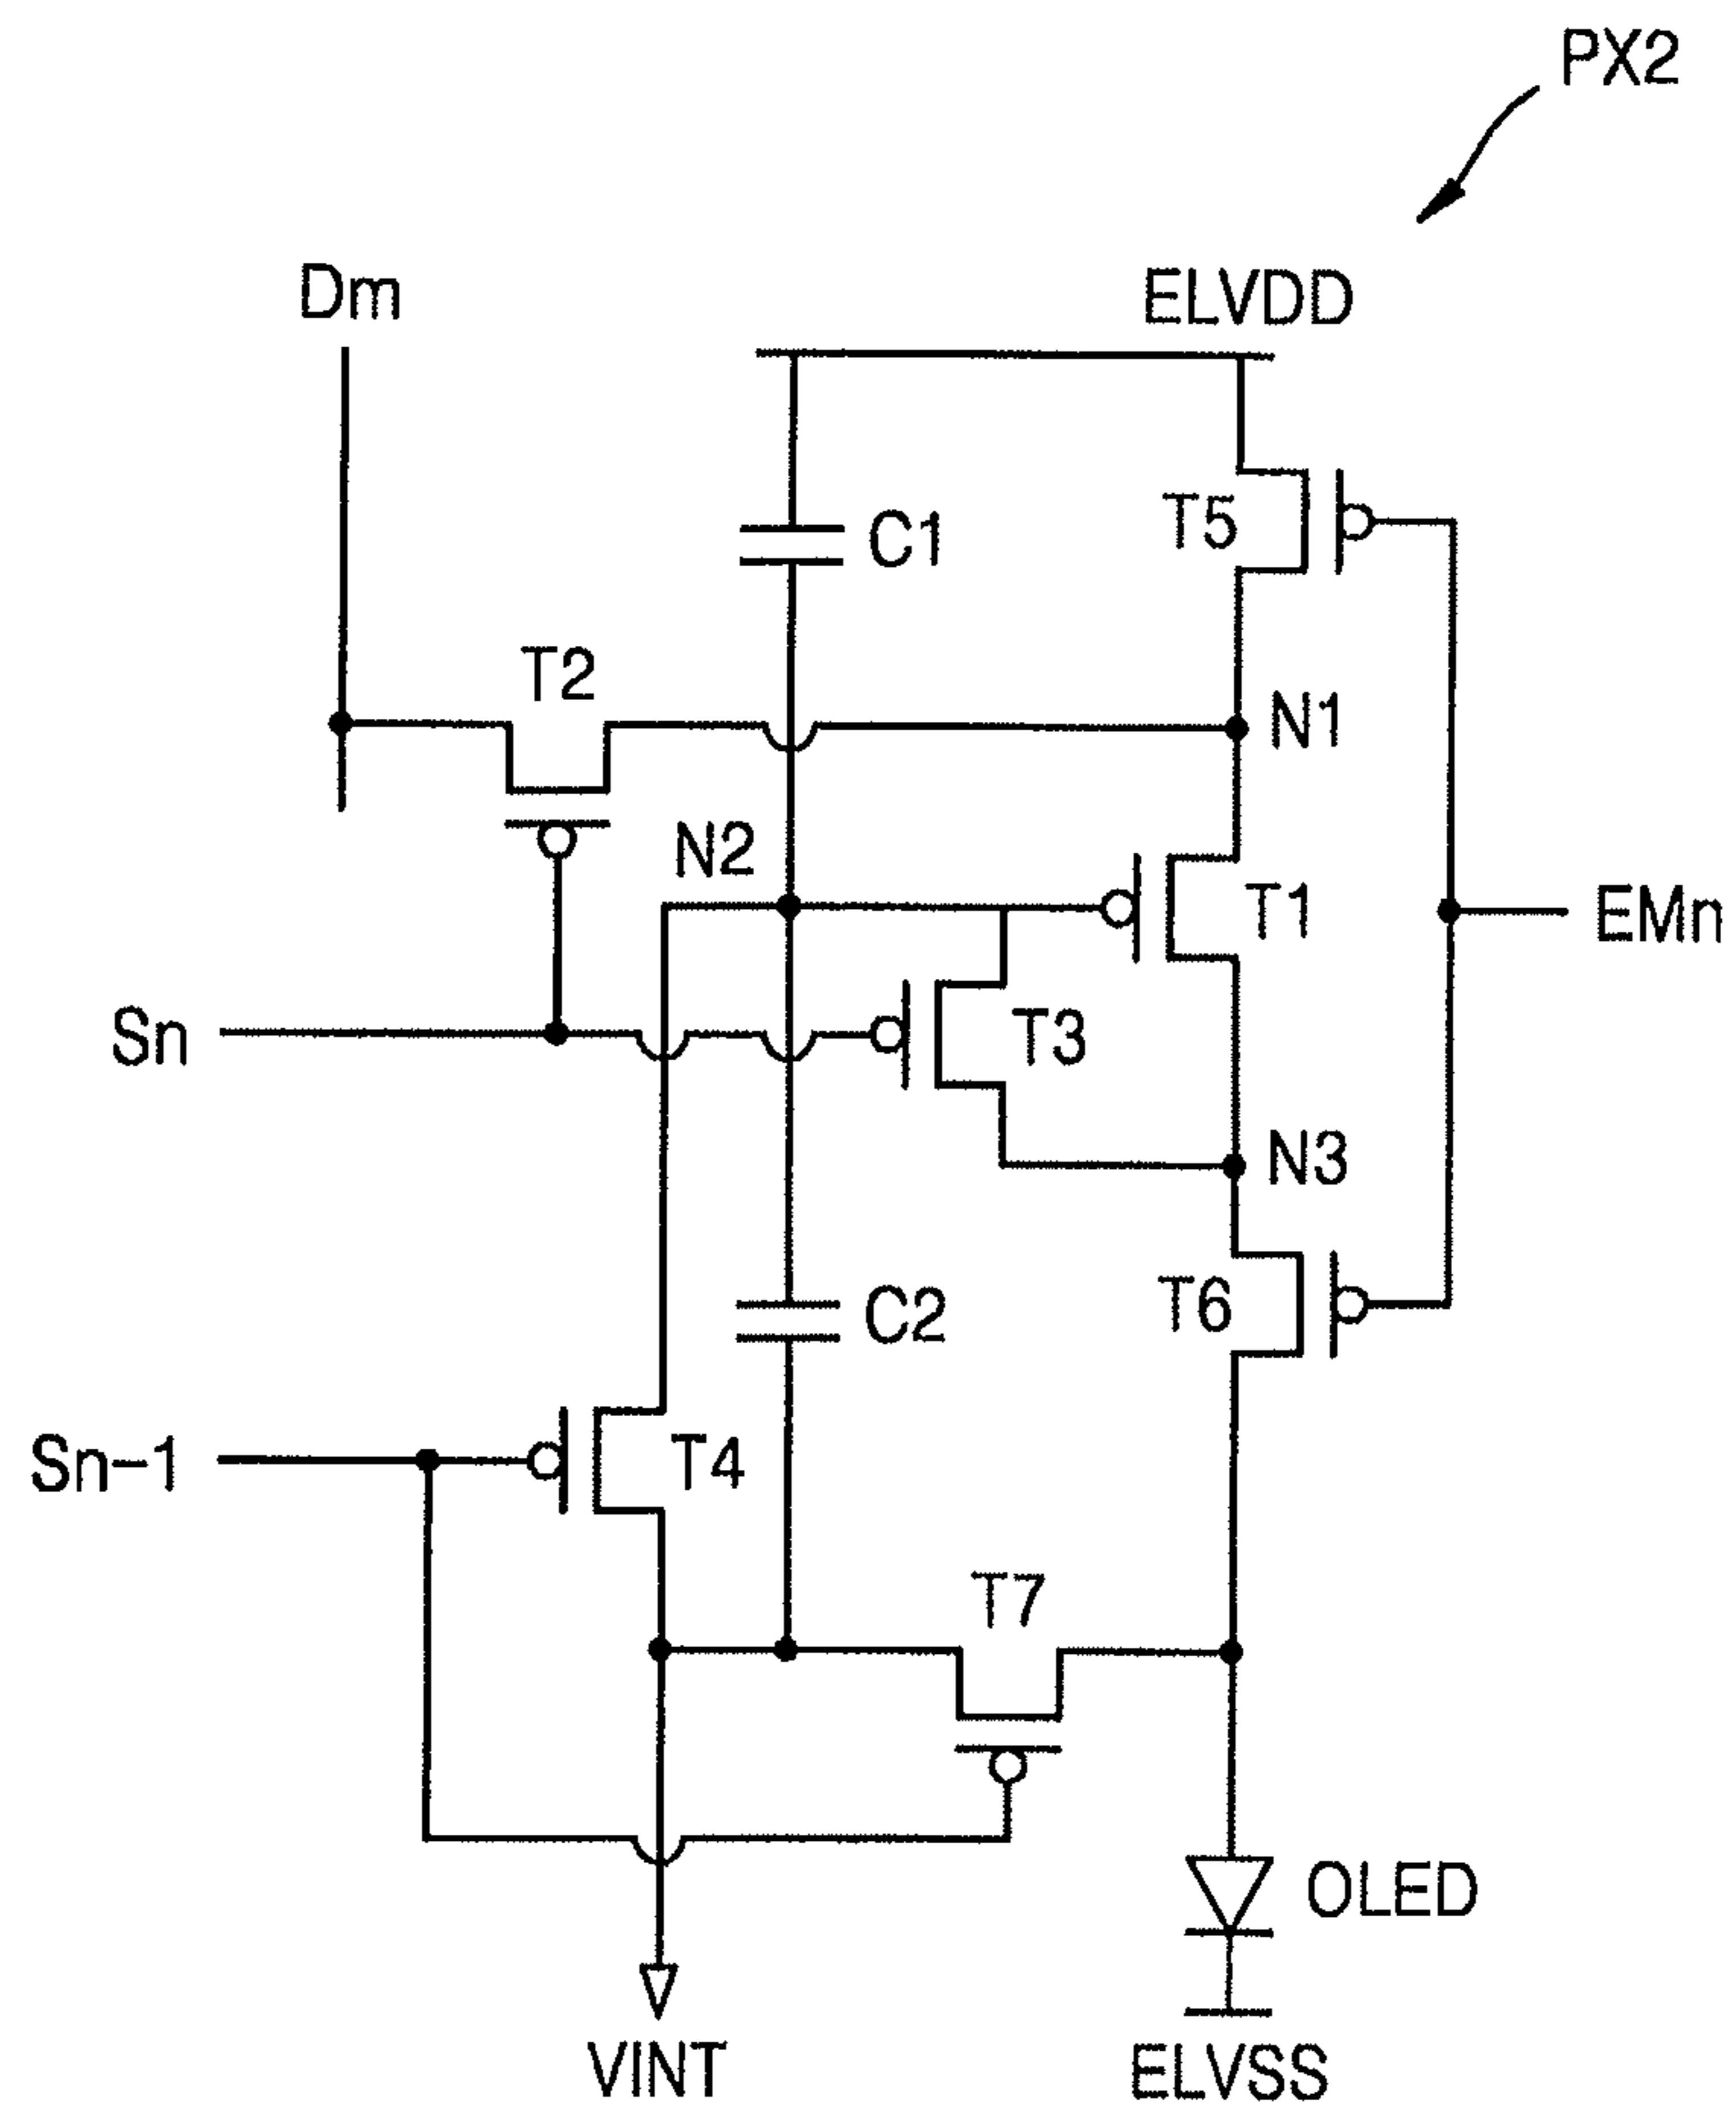 PX2
Dm
ELVDD
C1
T5
T2
N1
N2
T1
EMn
Sn
T3
N3
C2
T6
Sn-1
T4
T7
OLED
VINT
ELVSS